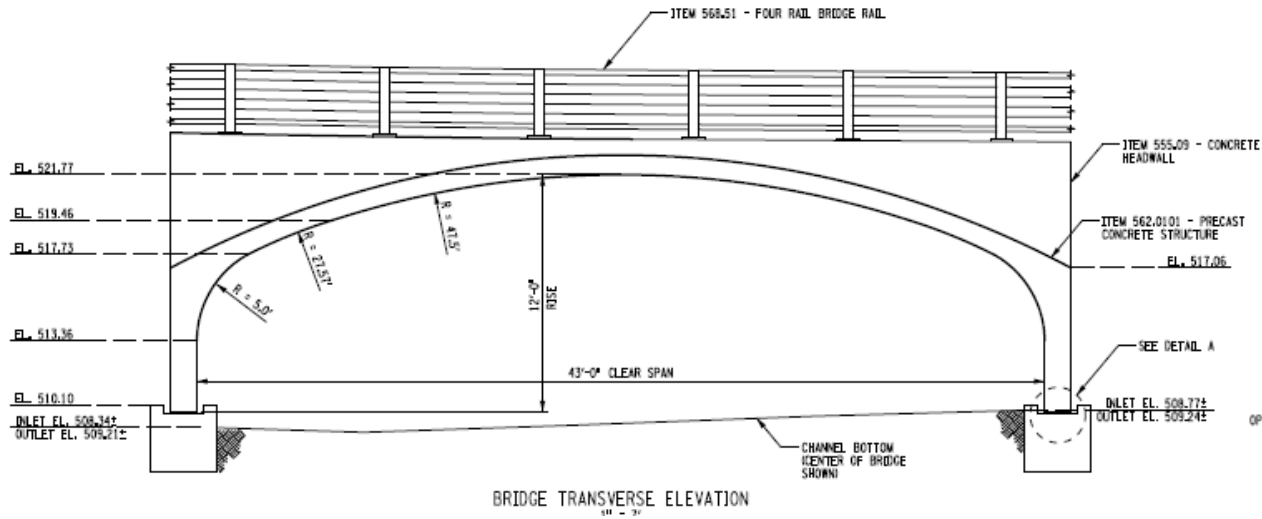 ITEM 568.51 - FOUR RAIL BRIDGE RAIL
ITEM 555.09 - CONCRETE
HEADWALL
EL. 521.77
EL. 519.46
R = 47.5'
ITEM 562.0101 - PRECAST
CONCRETE STRUCTURE
EL. 517.73
R = 27.57'
EL. 517.06
R = 5.0'
12'-0"
RISE
EL. 513.36
SEE DETAIL A
43'-0" CLEAR SPAN
EL. 510.10
INLET EL. 508.34±
OUTLET EL. 509.21±
INLET EL. 508.77±
OUTLET EL. 509.24±
OP
CHANNEL BOTTOM
(CENTER OF BRIDGE
SHOWN)
BRIDGE TRANSVERSE ELEVATION